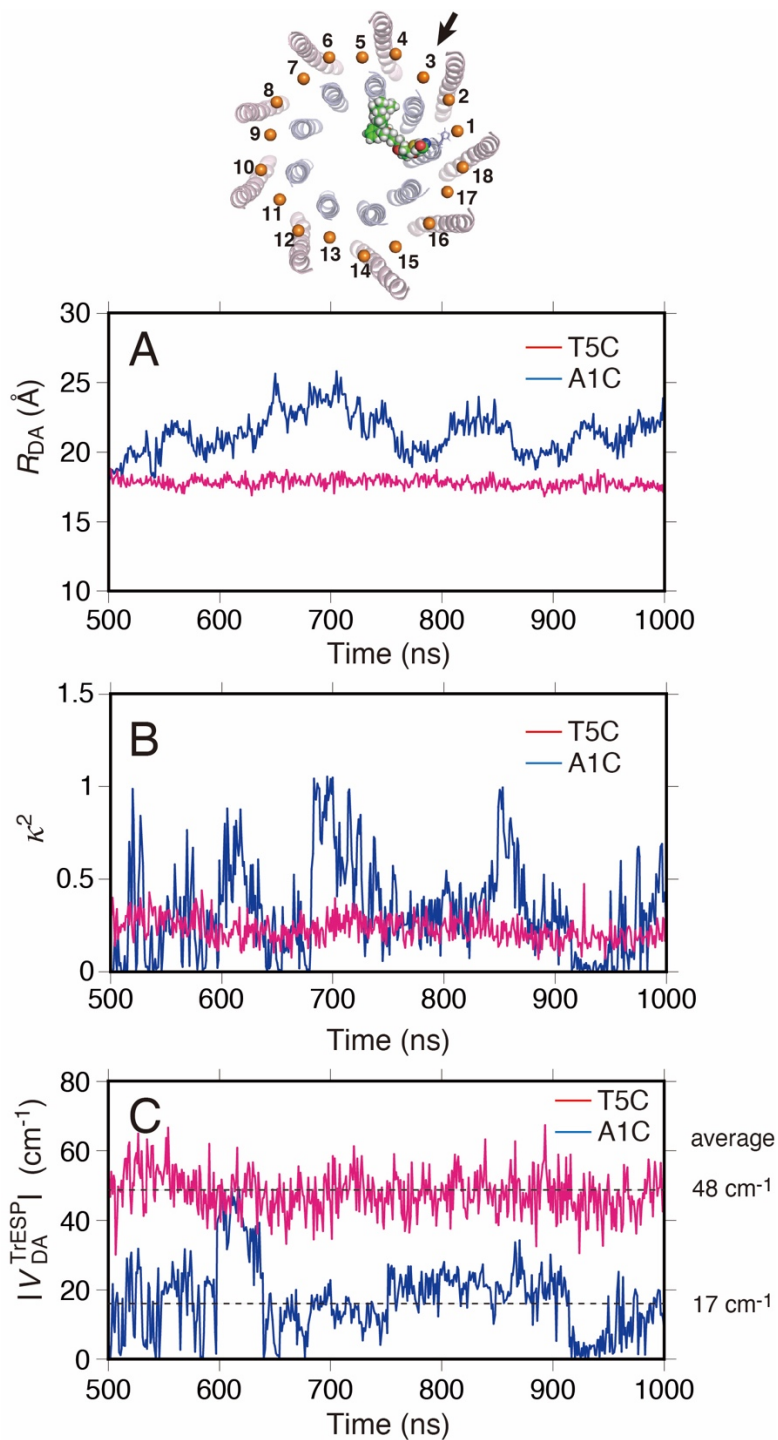 6 5 4
3
7
2
8
1
9
18
10
17
11
16
12
13
15
14
A
T5C
A1C
R_DA (Å)
30
25
20
15
10
500 600 700 800 900 1000
Time (ns)
B
T5C
A1C
κ²
1.5
1
0.5
0
500 600 700 800 900 1000
Time (ns)
C
T5C
A1C
|V_DA^TrESP| (cm⁻¹)
80
60
40
20
0
average
48 cm⁻¹
17 cm⁻¹
500 600 700 800 900 1000
Time (ns)